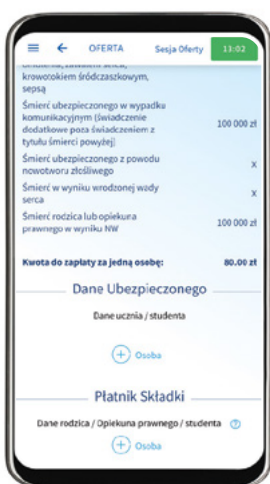 OFERTA
Sesja Oferty
13:02
krwotokiem śródczaszkowym,
sepsą
Śmierć ubezpieczonego w wypadku
komunikacyjnym (świadczenie
dodatkowe poza świadczeniem z
tytułu śmierci powyżej)
100 000 zł
Śmierć ubezpieczonego z powodu
nowotworu złośliwego
X
Śmierć w wyniku wrodzonej wady
serca
X
Śmierć rodzica lub opiekuna
prawnego w wyniku NW
100 000 zł
Kwota do zapłaty za jedną osobę:
80.00 zł
Dane Ubezpieczonego
Dane ucznia / studenta
Osoba
Płatnik Składki
Dane rodzica / Opiekuna prawnego / studenta
Osoba